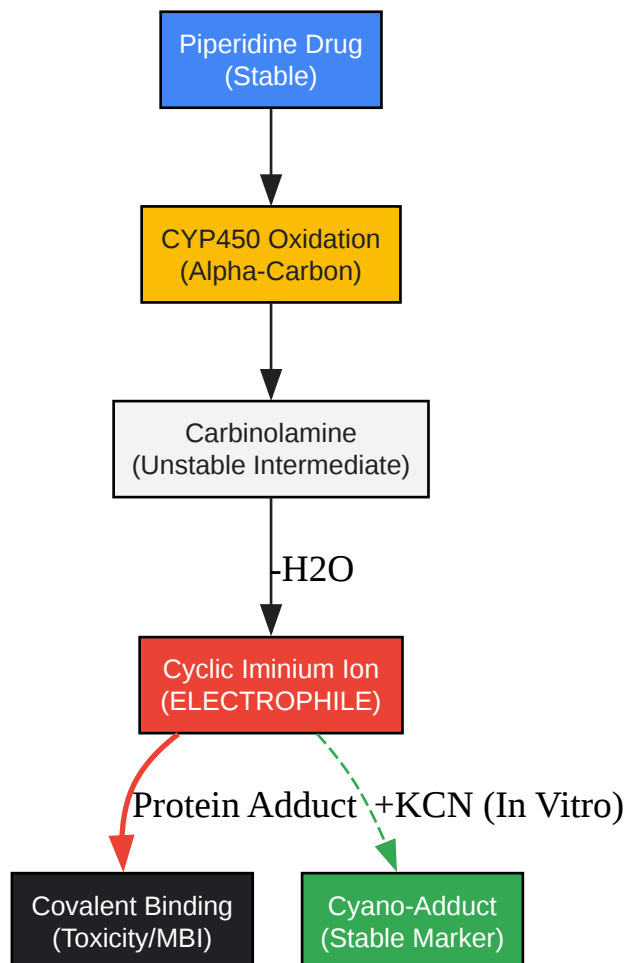 Piperidine Drug
(Stable)
CYP450 Oxidation
(Alpha-Carbon)
Carbinolamine
(Unstable Intermediate)
-H2O
Cyclic Iminium Ion
(ELECTROPHILE)
Protein Adduct
+KCN (In Vitro)
Covalent Binding
(Toxicity/MBI)
Cyano-Adduct
(Stable Marker)